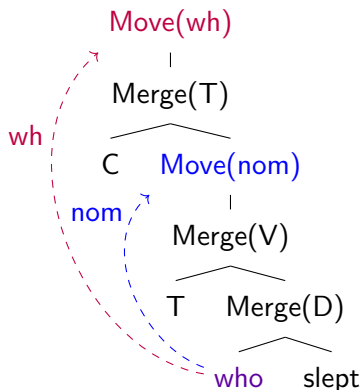 Move(wh)
Merge(T)
wh
C Move(nom)
nom
Merge(V)
T Merge(D)
who slept